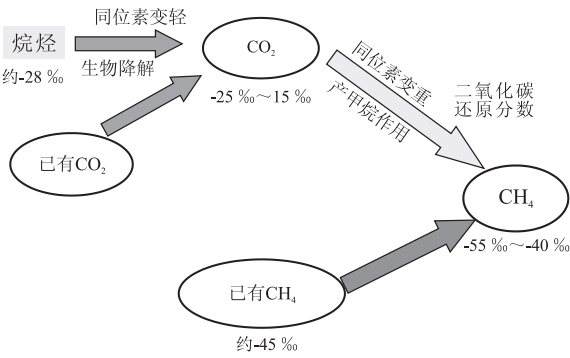 同位素变轻
烷烃
生物降解
约-28 ‰
CO₂
-25 ‰～15 ‰
已有CO₂
同位素变重
产甲烷作用
二氧化碳
还原分数
CH₄
-55 ‰～-40 ‰
已有CH₄
约-45 ‰